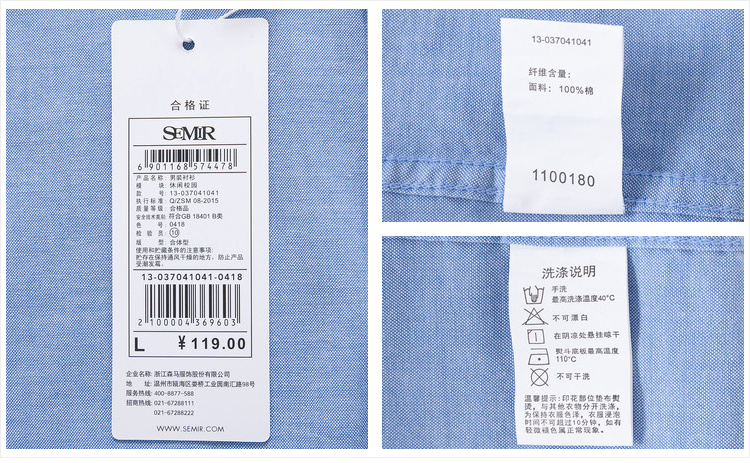 合格证
SEMIR
6 901168 574478
产品名称: 男装衬衫
模 块: 休闲校园
款 号: 13-037041041
执行标准: Q/ZSM 08-2015
质量等级: 合格品
安全技术类别: 符合GB 18401 B类
色 号: 0418
检 验 员: 10
版 型: 合体型
使用和贮藏条件的注意事项:
贮存在保持通风干燥的地方，防止产品
受潮发霉。
13-037041041-0418
2 100004 369603
L ¥119.00
企业名称: 浙江森马服饰股份有限公司
地 址: 温州市瓯海区娄桥工业园南汇路98号
服务热线: 400-8877-588
招商热线: 021-67288111
021-67288222
WWW.SEMIR.COM
13-037041041
纤维含量:
面料: 100%棉
1100180
洗涤说明
手洗
最高洗涤温度40°C
不可漂白
在阴凉处悬挂晾干
熨斗底板最高温度
110°C
不可干洗
温馨提示: 印花部位垫布熨
烫，与其他衣物分开洗涤，
为保持衣服色泽，衣服浸泡
时间不可超过10分钟，如有
轻微褪色属正常现象。